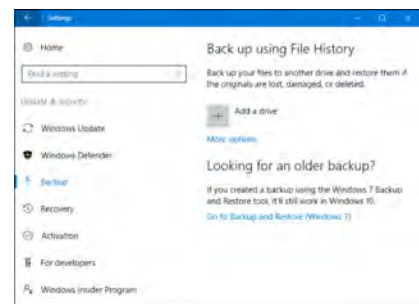 Settings
Home
Find a setting
Update & security
Windows Update
Windows Defender
Backup
Recovery
Activation
For developers
Windows Insider Program
Back up using File History
Back up your files to another drive and restore them if
the originals are lost, damaged, or deleted.
Add a drive
More options
Looking for an older backup?
If you created a backup using the Windows 7 Backup
and Restore tool, it'll still work in Windows 10.
Go to Backup and Restore (Windows 7)